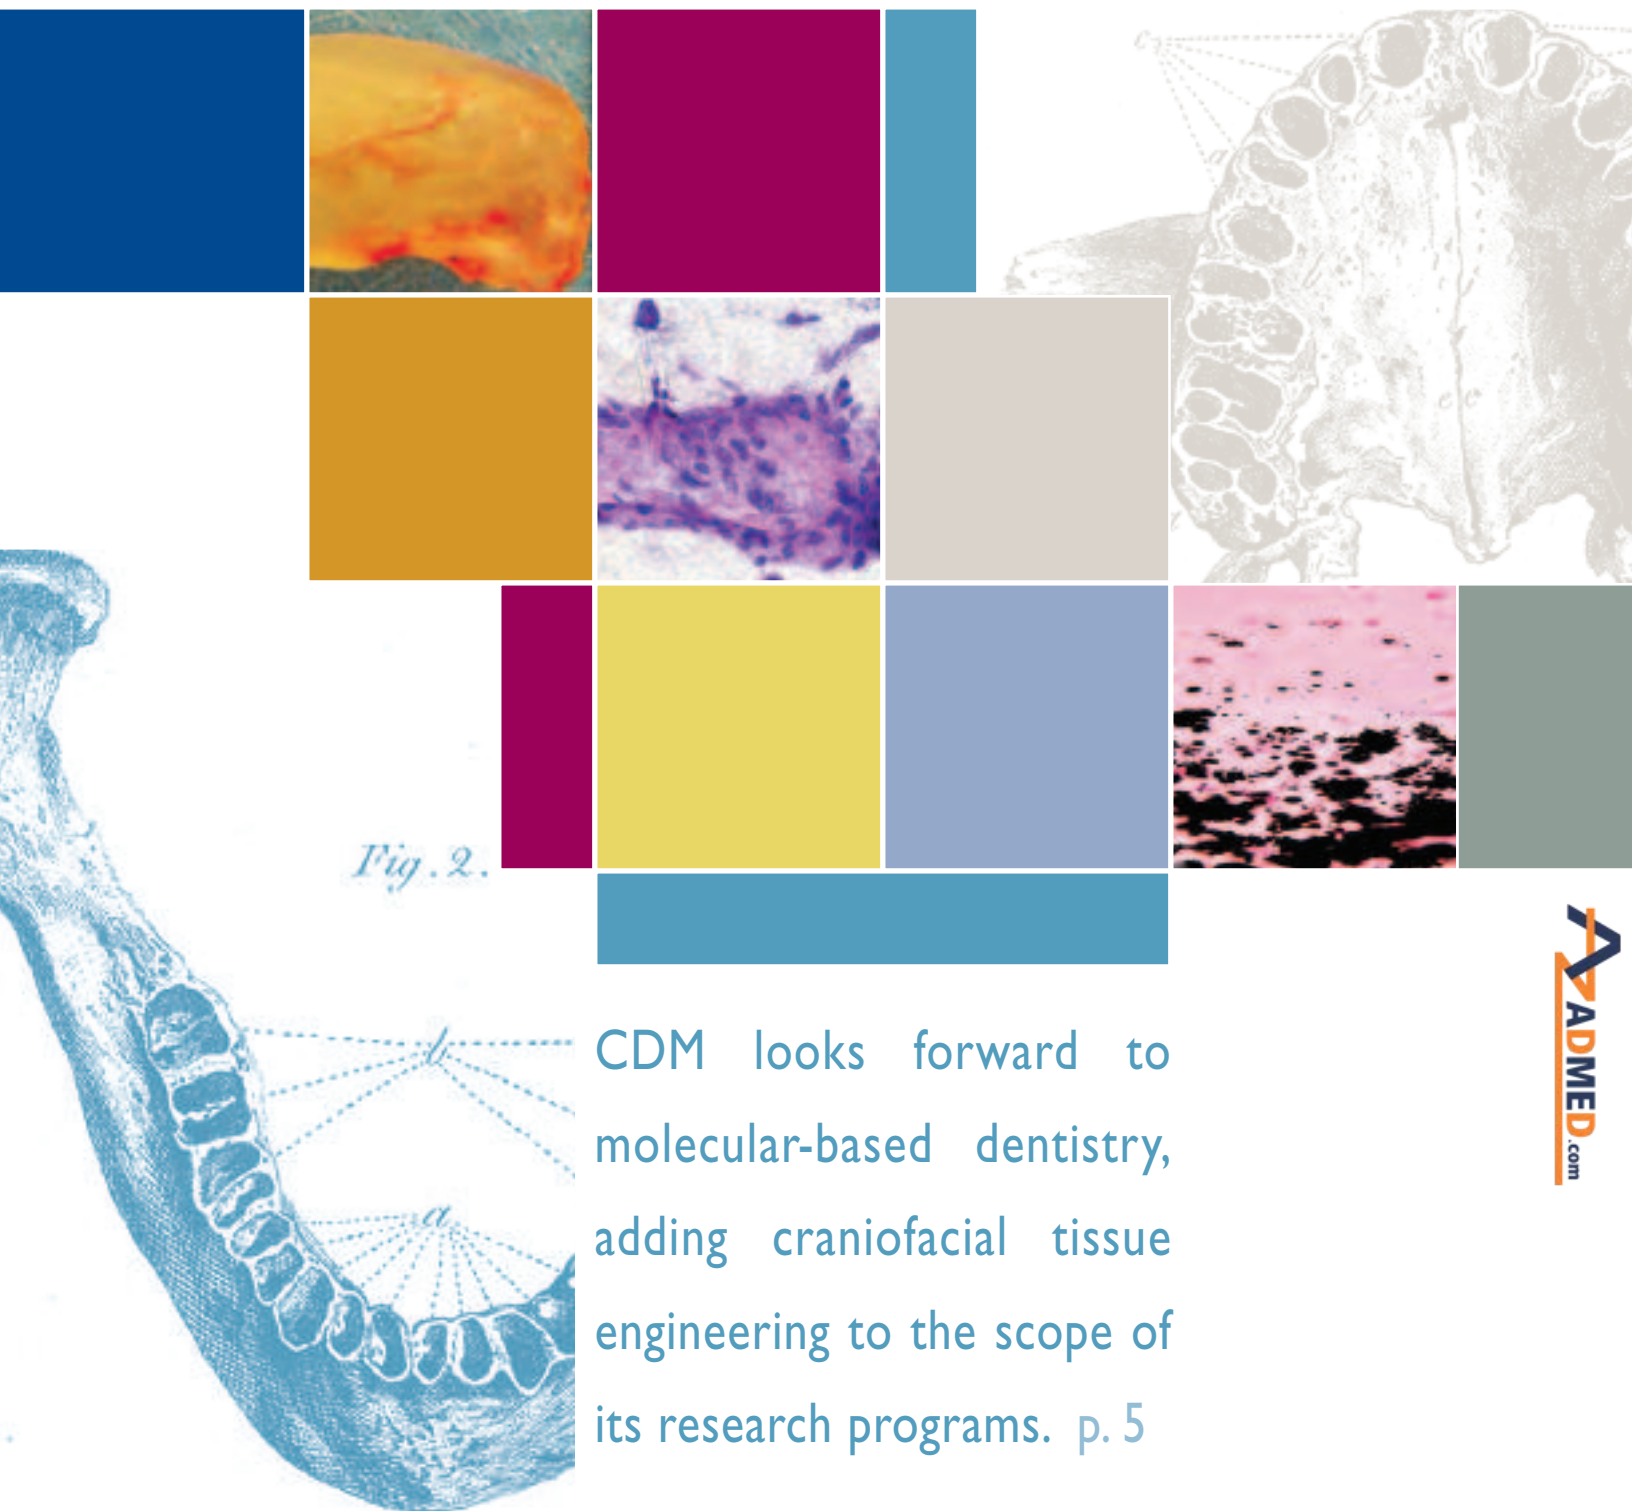 Fig. 2.
b
a
CDM looks forward to
molecular-based dentistry,
adding craniofacial tissue
engineering to the scope of
its research programs. p. 5
ADMED.com